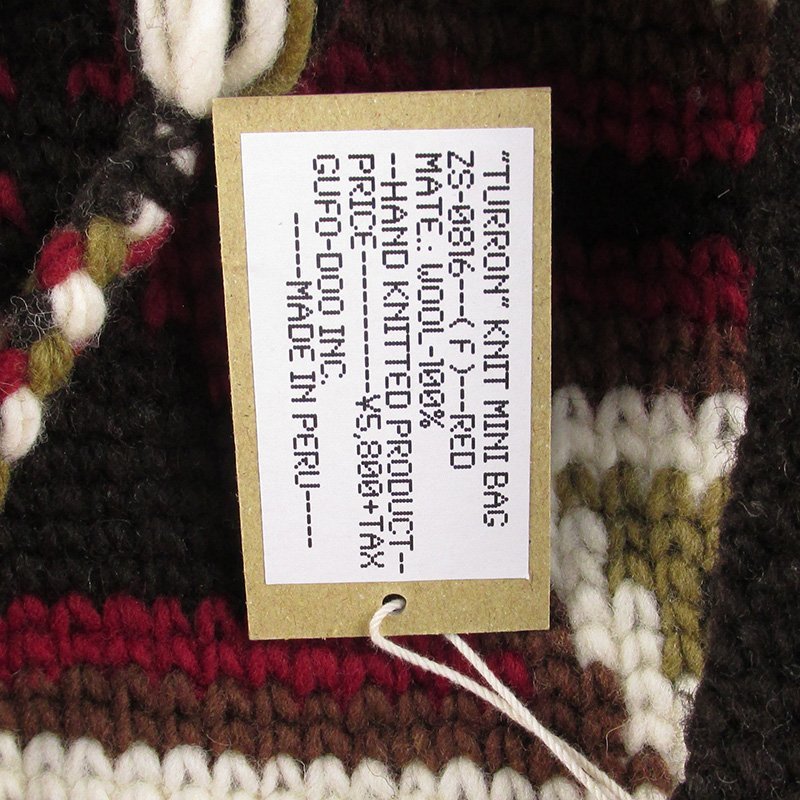 "TURRON" KNIT MINI BAG
ZS-0816--(F)--RED
MATE.: WOOL-100%
--HAND KNITTED PRODUCT--
PRICE----------¥5,800+TAX
GUFO-DOO INC.
----MADE IN PERU----